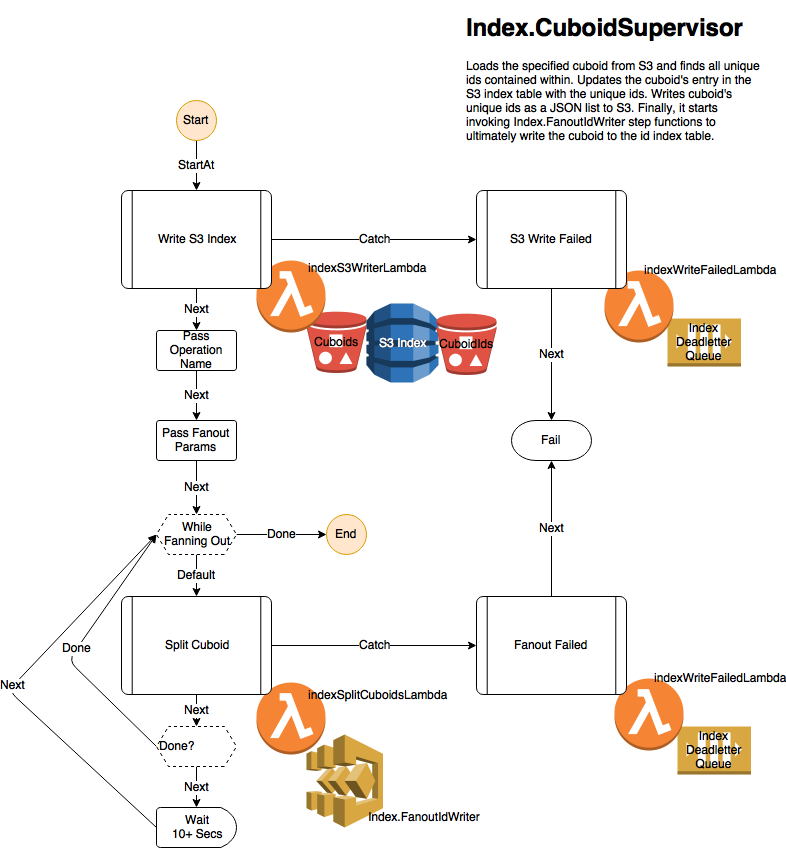 Index.CuboidSupervisor
Loads the specified cuboid from S3 and finds all unique
ids contained within. Updates the cuboid's entry in the
S3 index table with the unique ids. Writes cuboid's
unique ids as a JSON list to S3. Finally, it starts
invoking Index.FanoutIdWriter step functions to
ultimately write the cuboid to the id index table.
Start
StartAt
Write S3 Index
Catch
S3 Write Failed
indexS3WriterLambda
indexWriteFailedLambda
Next
Cuboids
S3 Index
CuboidIds
Index
Deadletter
Queue
Pass
Operation
Name
Next
Next
Pass Fanout
Params
Fail
Next
While
Fanning Out
Done
End
Next
Default
Split Cuboid
Catch
Fanout Failed
Done
Next
indexSplitCuboidsLambda
indexWriteFailedLambda
Next
Done?
Index
Deadletter
Queue
Next
Wait
10+ Secs
Index.FanoutIdWriter